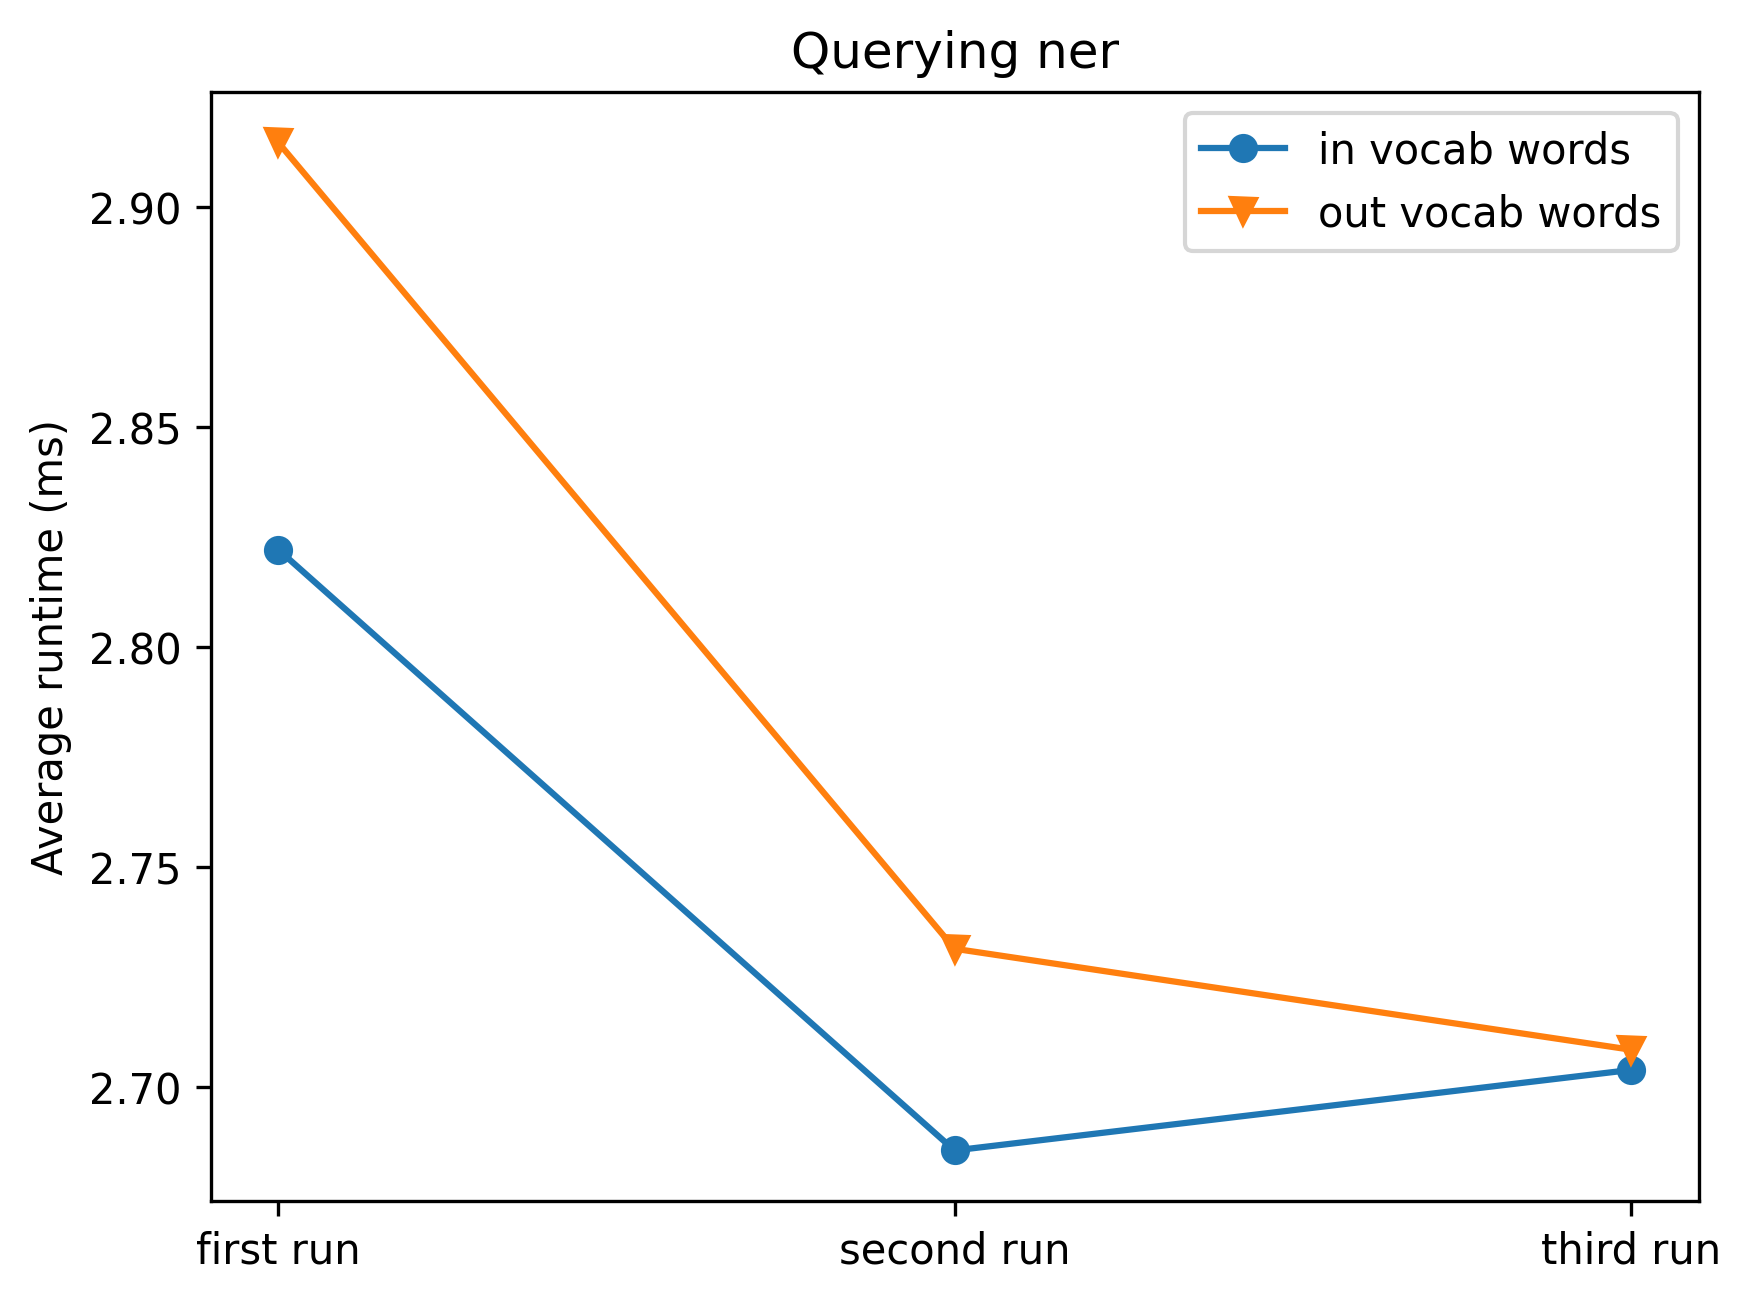 Querying ner
in vocab words
out vocab words
Average runtime (ms)
2.90
2.85
2.80
2.75
2.70
first run
second run
third run